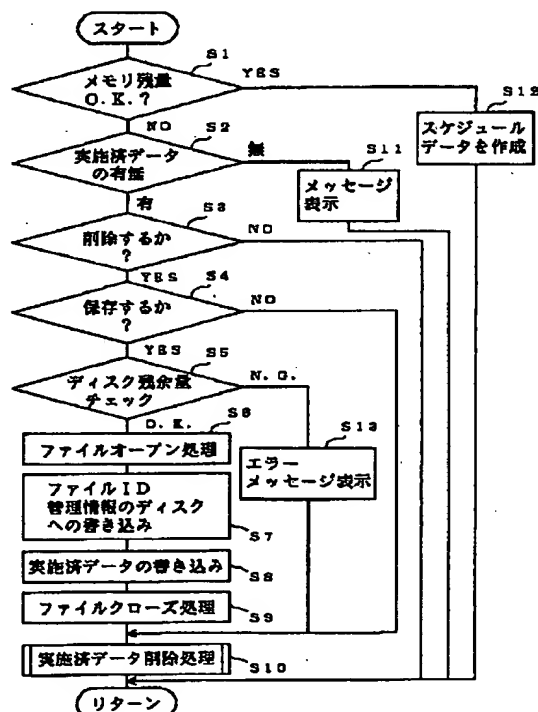 スタート
S1
メモリ残量
O.K.?
YES
S12
スケジュール
データを作成
NO
S2
実施済データ
の有無
無
S11
メッセージ
表示
有
S3
削除するか
?
NO
YES
S4
保存するか
?
NO
YES
S5
ディスク残余量
チェック
N.G.
O.K.
S6
S13
ファイルオープン処理
エラー
メッセージ表示
ファイルID
管理情報のディスク
への書き込み
S7
実施済データの書き込み
S8
ファイルクローズ処理
S9
実施済データ削除処理
S10
リターン